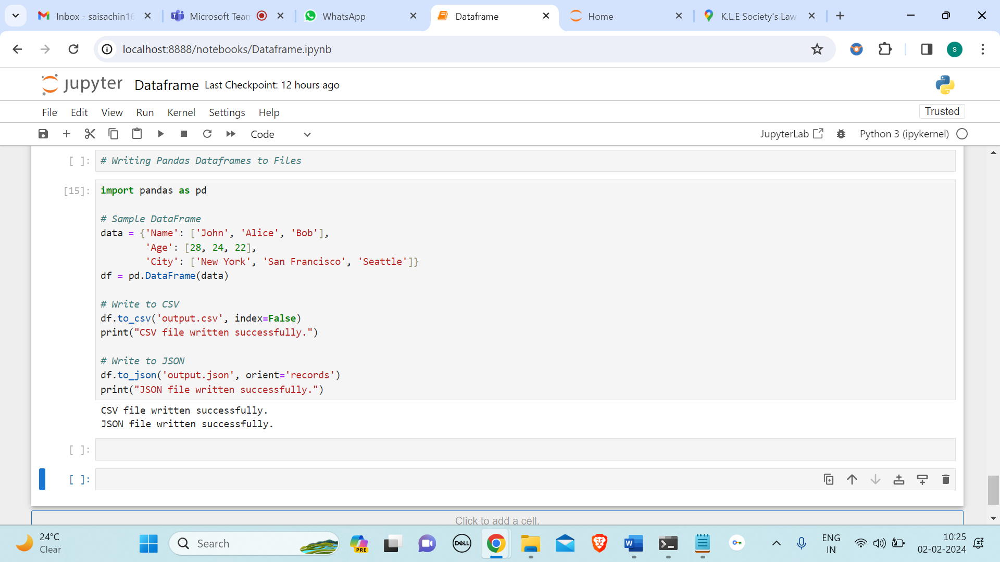 Inbox - saisachin16
Microsoft Team
WhatsApp
Dataframe
Home
K.L.E Society's Law
localhost:8888/notebooks/Dataframe.ipynb
s
jupyter Dataframe Last Checkpoint: 12 hours ago
File Edit View Run Kernel Settings Help
Trusted
Code
JupyterLab
Python 3 (ipykernel)
[ ]: # Writing Pandas Dataframes to Files
[15]: import pandas as pd
# Sample DataFrame
data = {'Name': ['John', 'Alice', 'Bob'],
'Age': [28, 24, 22],
'City': ['New York', 'San Francisco', 'Seattle']}
df = pd.DataFrame(data)
# Write to CSV
df.to_csv('output.csv', index=False)
print("CSV file written successfully.")
# Write to JSON
df.to_json('output.json', orient='records')
print("JSON file written successfully.")
CSV file written successfully.
JSON file written successfully.
[ ]:
[ ]:
Click to add a cell.
24°C
Clear
Search
PRE
DELL
W
ENG
IN
10:25
02-02-2024